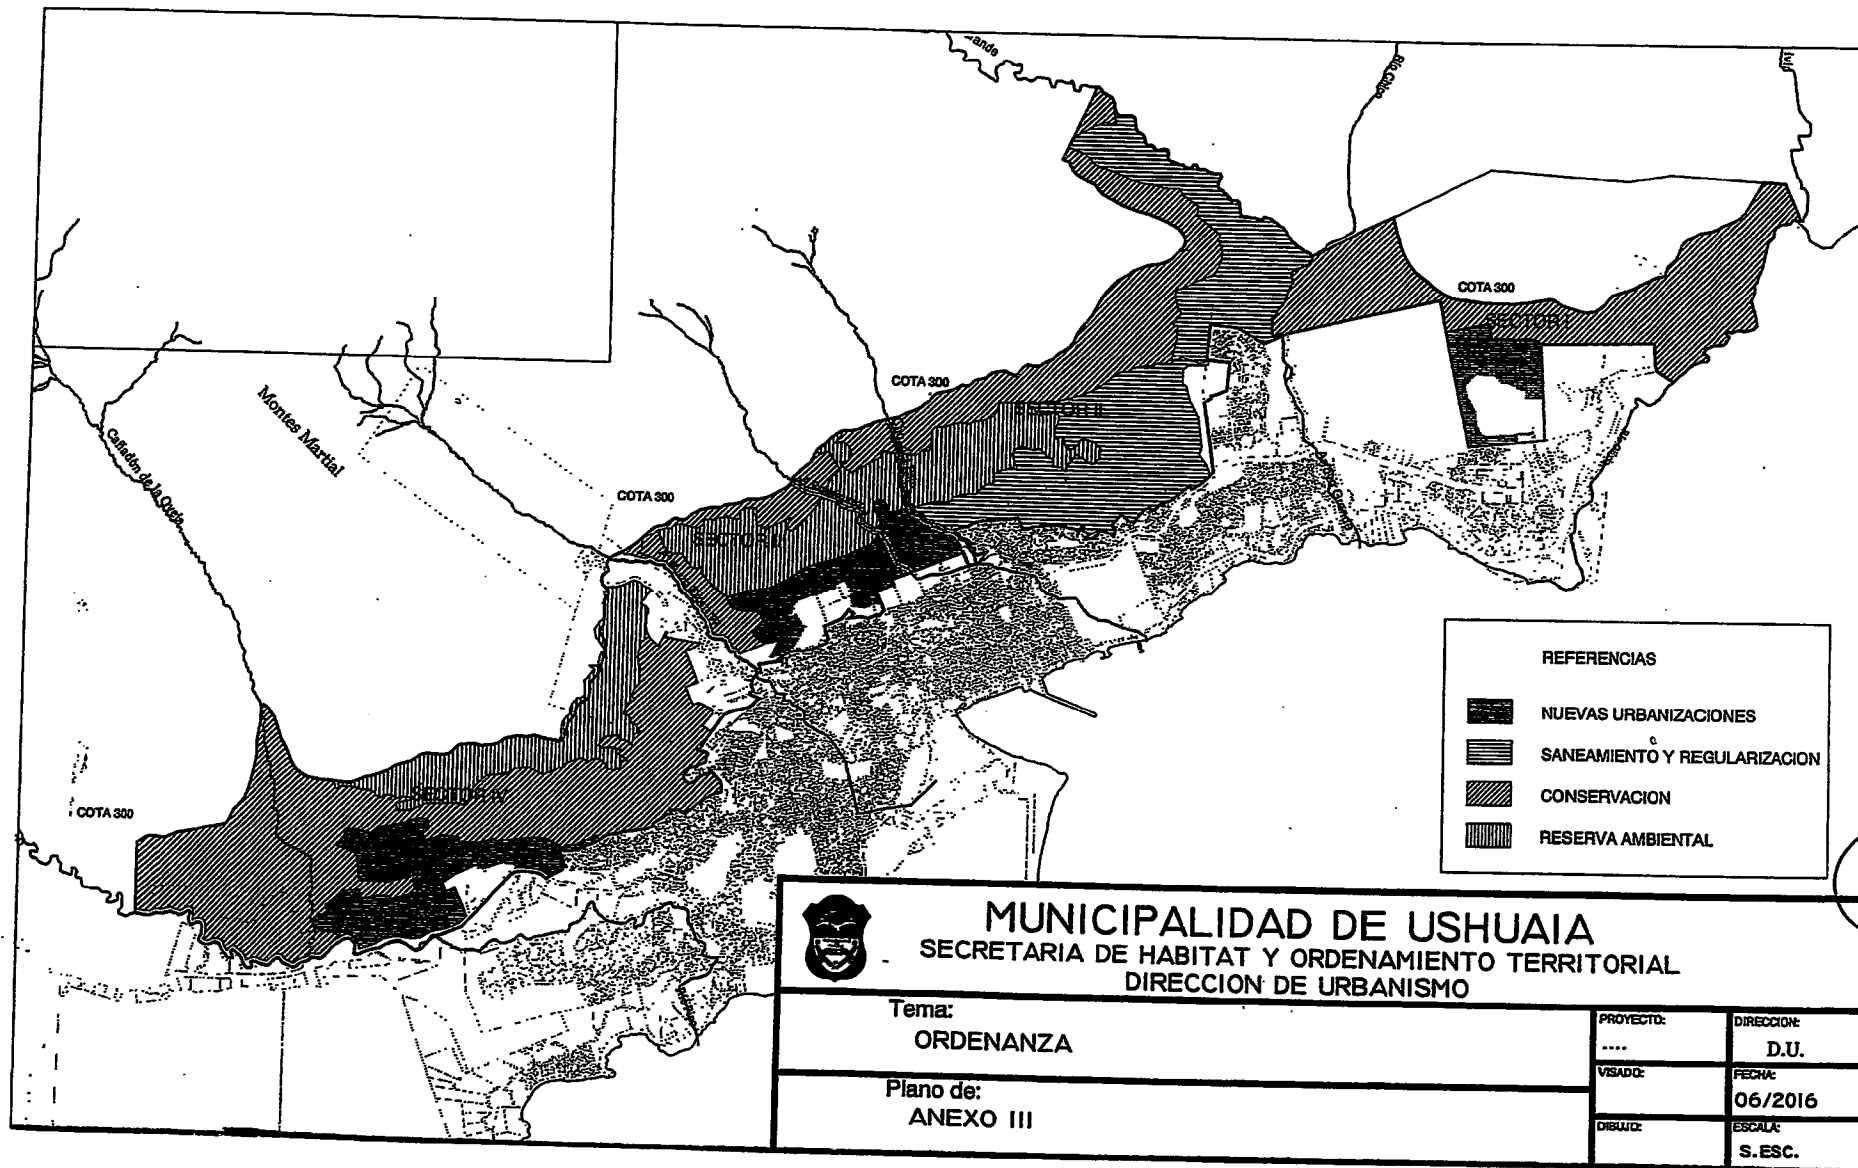 Río Chico
COTA 300
SECTOR I
COTA 300
SECTOR II
Montes Martial
Cañadón de la Oveja
COTA 300
SECTOR III
SECTOR IV
COTA 300
REFERENCIAS
NUEVAS URBANIZACIONES
SANEAMIENTO Y REGULARIZACION
CONSERVACION
RESERVA AMBIENTAL
MUNICIPALIDAD DE USHUAIA
SECRETARIA DE HABITAT Y ORDENAMIENTO TERRITORIAL
DIRECCION DE URBANISMO
Tema:
ORDENANZA
Plano de:
ANEXO III
PROYECTO:
....
DIRECCION:
D.U.
VISADO:
FECHA:
06/2016
DIBUJO:
ESCALA:
S.ESC.